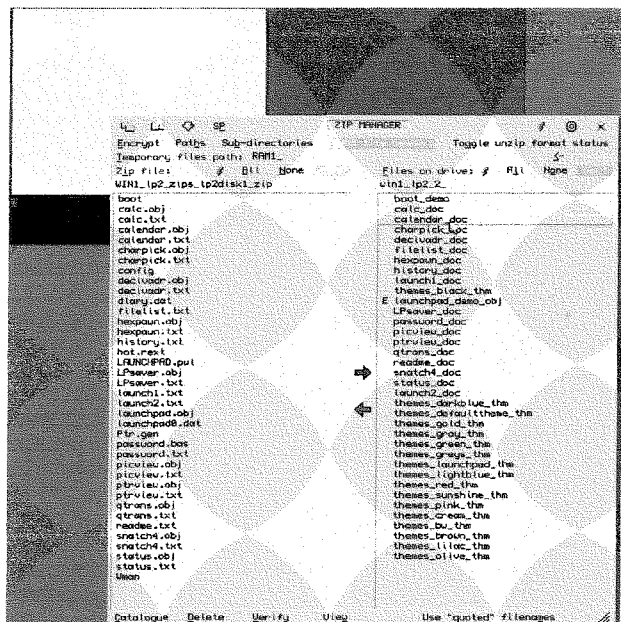 SP ZIP MANAGER
Encrypt Paths Sub-directories Toggle unzip format status
Temporary files path: RAM1_
Zip file: All None Files on drive: All None
WIN1_lp2_zips_lp2disk1_zip win1_lp2_2_
boot
calc.obj
calc.txt
calendar.obj
calendar.txt
charpick.obj
charpick.txt
config
decivadr.obj
decivadr.txt
diary.dat
filelist.txt
hexpawn.obj
hexpawn.txt
history.txt
hot.rext
LAUNCHPAD.pwl
LPsaver.obj
LPsaver.txt
launch1.txt
launch2.txt
launchpad.obj
launchpad0.dat
Ptr.gen
password.bas
password.txt
picview.obj
picview.txt
ptrview.obj
ptrview.txt
qtrans.obj
qtrans.txt
readme.txt
snatch4.obj
snatch4.txt
status.obj
status.txt
Wman
boot_demo
calc_doc
calendar_doc
charpick_doc
decivadr_doc
filelist_doc
hexpawn_doc
history_doc
launch1_doc
themes_black_thm
E launchpad_demo_obj
LPsaver_doc
password_doc
picview_doc
ptrview_doc
qtrans_doc
readme_doc
snatch4_doc
status_doc
launch2_doc
themes_darkblue_thm
themes_defaulttheme_thm
themes_gold_thm
themes_gray_thm
themes_green_thm
themes_greys_thm
themes_launchpad_thm
themes_lightblue_thm
themes_red_thm
themes_sunshine_thm
themes_pink_thm
themes_cream_thm
themes_bw_thm
themes_brown_thm
themes_lilac_thm
themes_olive_thm
Catalogue Delete Verify View Use "quoted" filenames